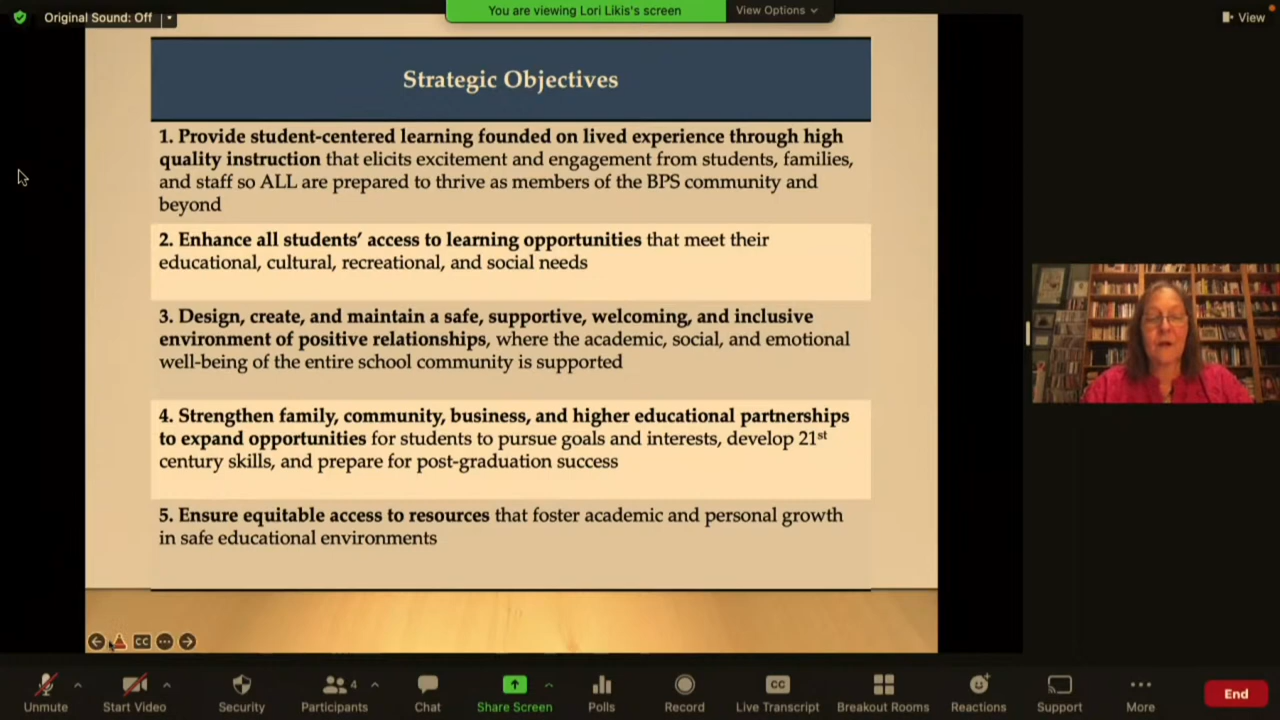 Original Sound: Off
You are viewing Lori Likis's screen
View Options
View
Strategic Objectives
1. Provide student-centered learning founded on lived experience through high
quality instruction that elicits excitement and engagement from students, families,
and staff so ALL are prepared to thrive as members of the BPS community and
beyond
2. Enhance all students' access to learning opportunities that meet their
educational, cultural, recreational, and social needs
3. Design, create, and maintain a safe, supportive, welcoming, and inclusive
environment of positive relationships, where the academic, social, and emotional
well-being of the entire school community is supported
4. Strengthen family, community, business, and higher educational partnerships
to expand opportunities for students to pursue goals and interests, develop 21st
century skills, and prepare for post-graduation success
5. Ensure equitable access to resources that foster academic and personal growth
in safe educational environments
CC
4
CC
Unmute
Start Video
Security
Participants
Chat
Share Screen
Polls
Record
Live Transcript
Breakout Rooms
Reactions
Support
More
End